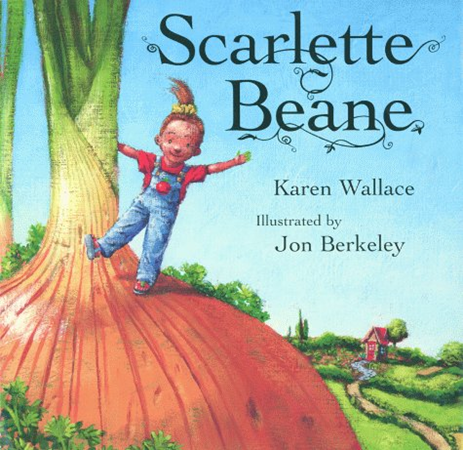 Scarlette
Beane
Karen Wallace
Illustrated by
Jon Berkeley